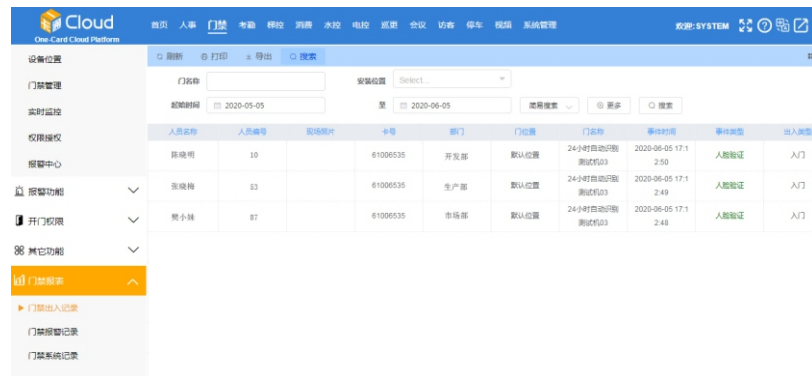 Cloud
One-Card Cloud Platform
首页 人事 门禁 考勤 梯控 消费 水控 电控 巡更 会议 访客 停车 视频 系统管理
欢迎:SYSTEM
设备位置
门禁管理
实时监控
权限授权
报警中心
报警功能
开门权限
其它功能
门禁报表
门禁出入记录
门禁报警记录
门禁系统记录
刷新 打印 导出 搜索
门名称 安装位置 Select...
起始时间 2020-05-05 至 2020-06-05 简易搜索 更多 搜索
人员名称 人员编号 现场照片 卡号 部门 门位置 门名称 事件时间 事件类型 出入类型
陈晓明 10 61006535 开发部 默认位置 24小时自动识别测试机03 2020-06-05 17:12:50 人脸验证 入门
张晓梅 53 61006535 生产部 默认位置 24小时自动识别测试机03 2020-06-05 17:12:49 人脸验证 入门
樊小妹 87 61006535 市场部 默认位置 24小时自动识别测试机03 2020-06-05 17:12:48 人脸验证 入门